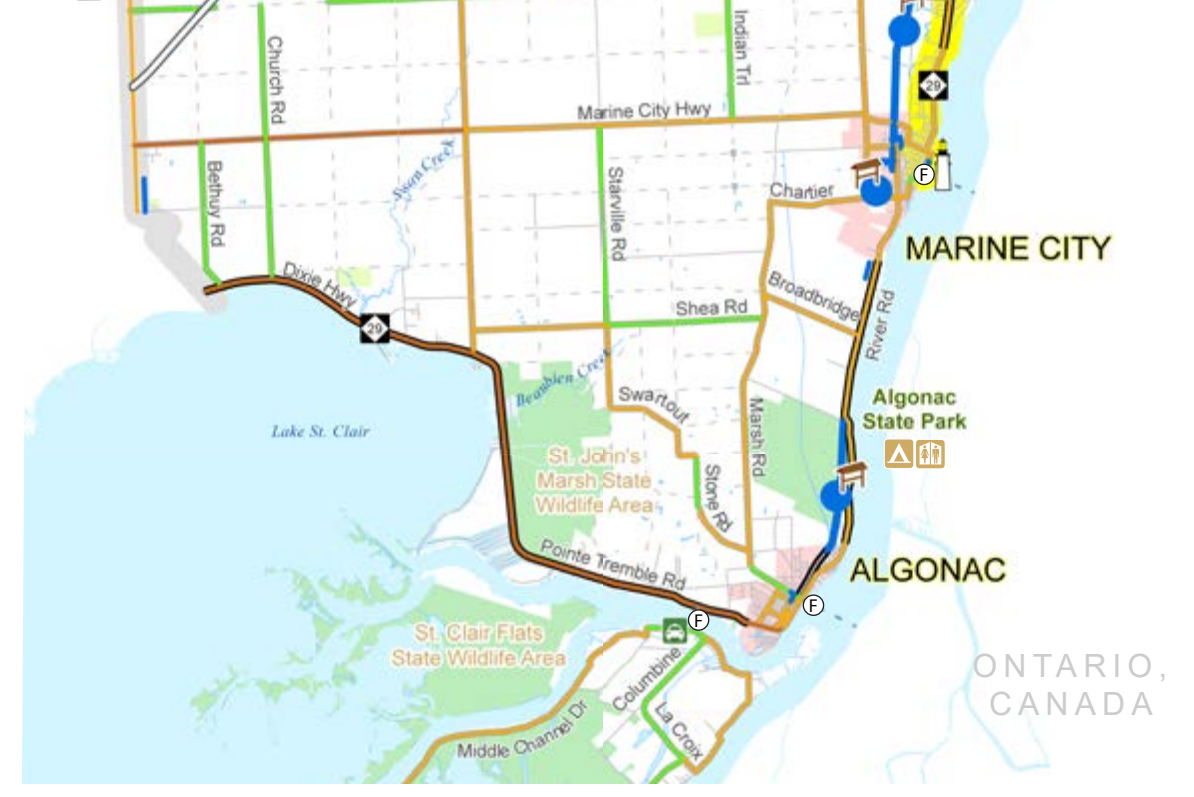 Indian Trl
Church Rd
29
Marine City Hwy
Swan Creek
F
Bethuy Rd
Starville Rd
Chartier
MARINE CITY
Dixie Hwy
Broadbridge
29
Shea Rd
River Rd
Beaubien Creek
Swartout
Marsh Rd
Algonac
State Park
Lake St. Clair
St. John's
Marsh State
Wildlife Area
Stone Rd
Pointe Tremble Rd
ALGONAC
F
F
St. Clair Flats
State Wildlife Area
Columbine
La Croix
Middle Channel Dr
ONTARIO,
CANADA